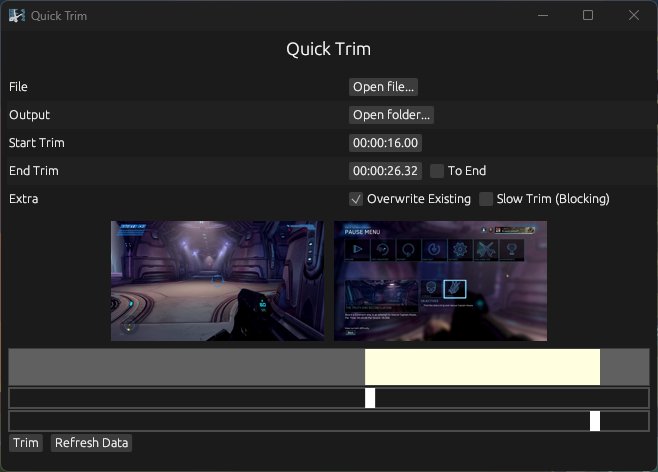 Quick Trim
Quick Trim
File Open file...
Output Open folder...
Start Trim 00:00:16.00
End Trim 00:00:26.32 To End
Extra Overwrite Existing Slow Trim (Blocking)
PAUSE MENU
Trim Refresh Data